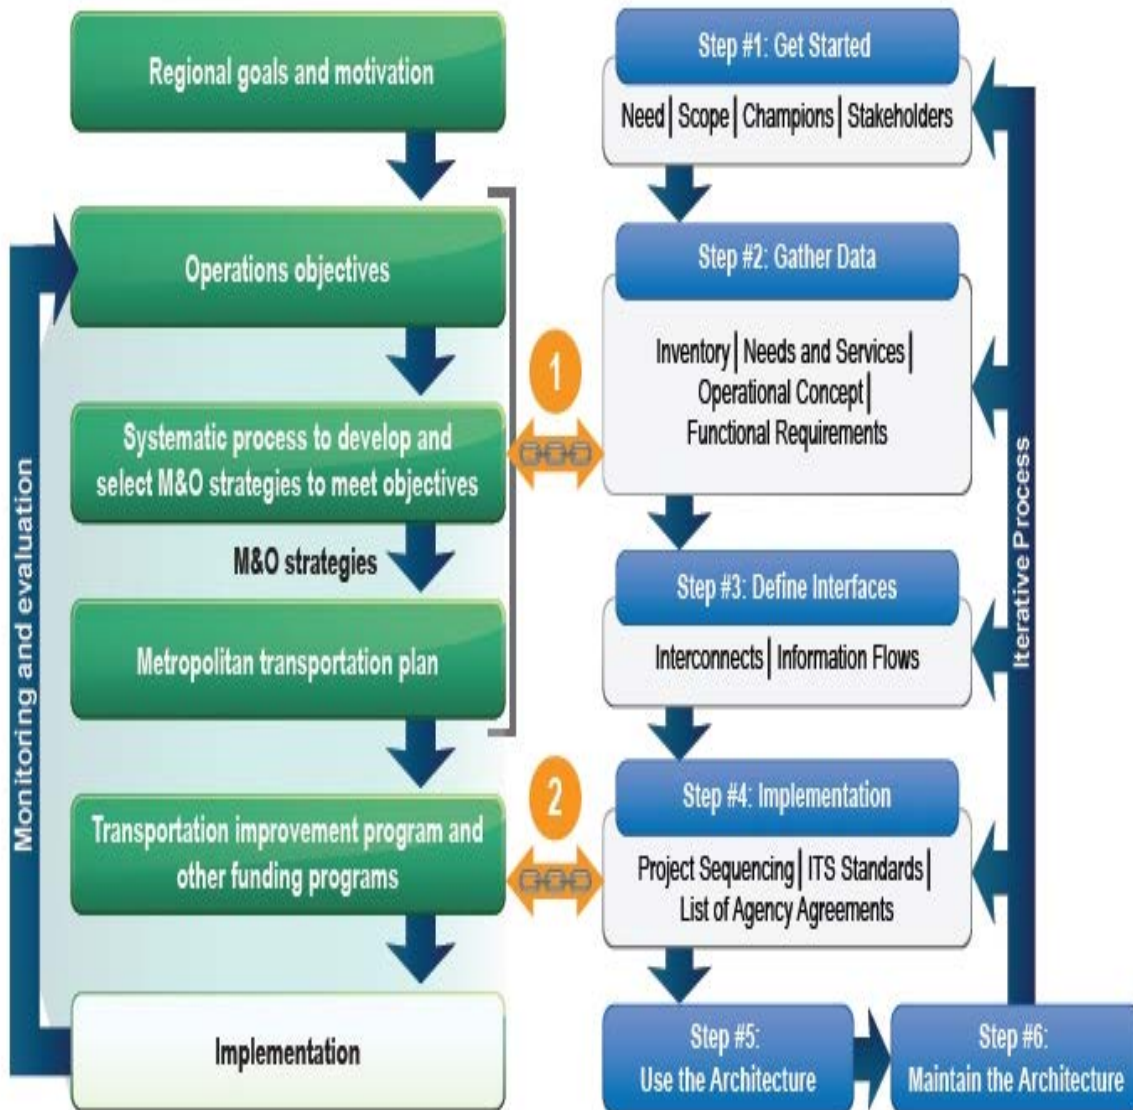 Regional goals and motivation
Operations objectives
Systematic process to develop and
select M&O strategies to meet objectives
M&O strategies
Metropolitan transportation plan
Transportation improvement program and
other funding programs
Implementation
Monitoring and evaluation
1
2
Step #1: Get Started
Need | Scope | Champions | Stakeholders
Step #2: Gather Data
Inventory | Needs and Services |
Operational Concept |
Functional Requirements
Step #3: Define Interfaces
Interconnects | Information Flows
Step #4: Implementation
Project Sequencing | ITS Standards |
List of Agency Agreements
Step #5:
Use the Architecture
Step #6:
Maintain the Architecture
Iterative Process